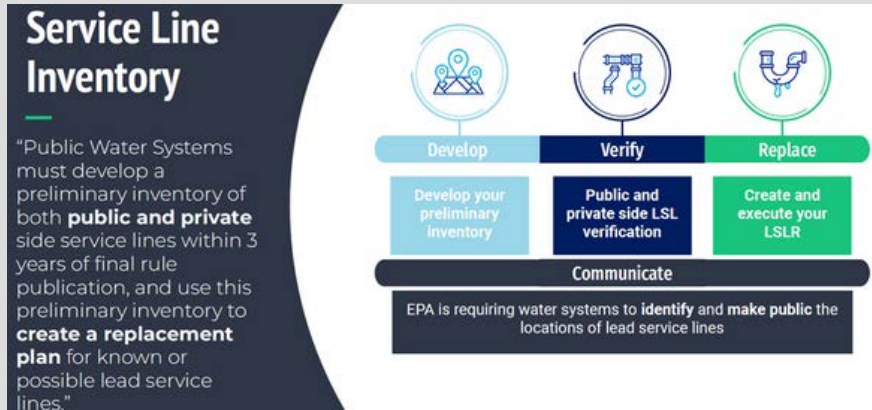 Service Line
Inventory
“Public Water Systems
must develop a
preliminary inventory of
both public and private
side service lines within 3
years of final rule
publication, and use this
preliminary inventory to
create a replacement
plan for known or
possible lead service
lines.”
Develop
Verify
Replace
Develop your
preliminary
inventory
Public and
private side LSL
verification
Create and
execute your
LSLR
Communicate
EPA is requiring water systems to identify and make public the
locations of lead service lines